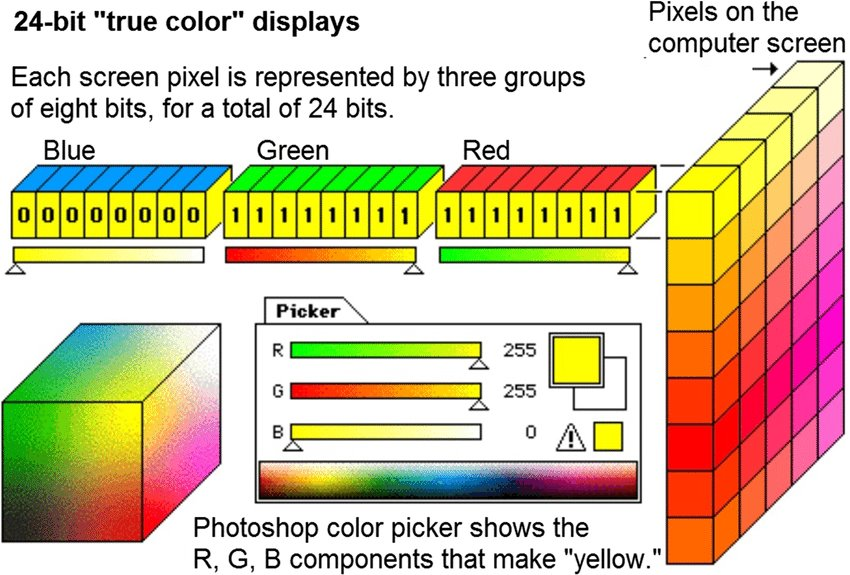 24-bit "true color" displays
Pixels on the
computer screen
Each screen pixel is represented by three groups
of eight bits, for a total of 24 bits.
Blue Green Red
0 0 0 0 0 0 0 0 1 1 1 1 1 1 1 1 1 1 1 1 1 1 1 1
Picker
R 255
G 255
B 0
Photoshop color picker shows the
R, G, B components that make "yellow."